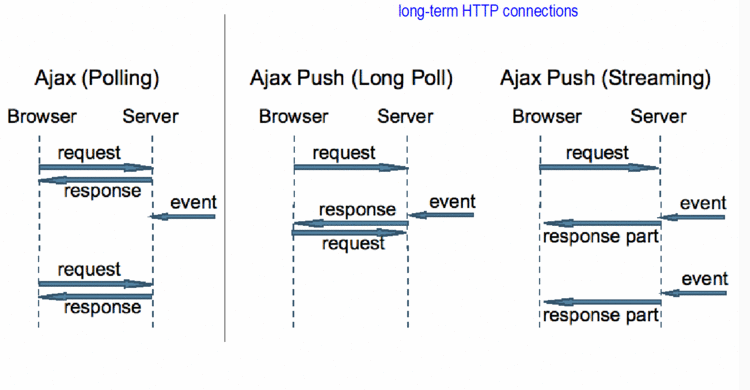 long-term HTTP connections
Ajax (Polling)
Browser Server
request
response
event
request
response
Ajax Push (Long Poll)
Browser Server
request
event
response
request
Ajax Push (Streaming)
Browser Server
request
event
response part
event
response part